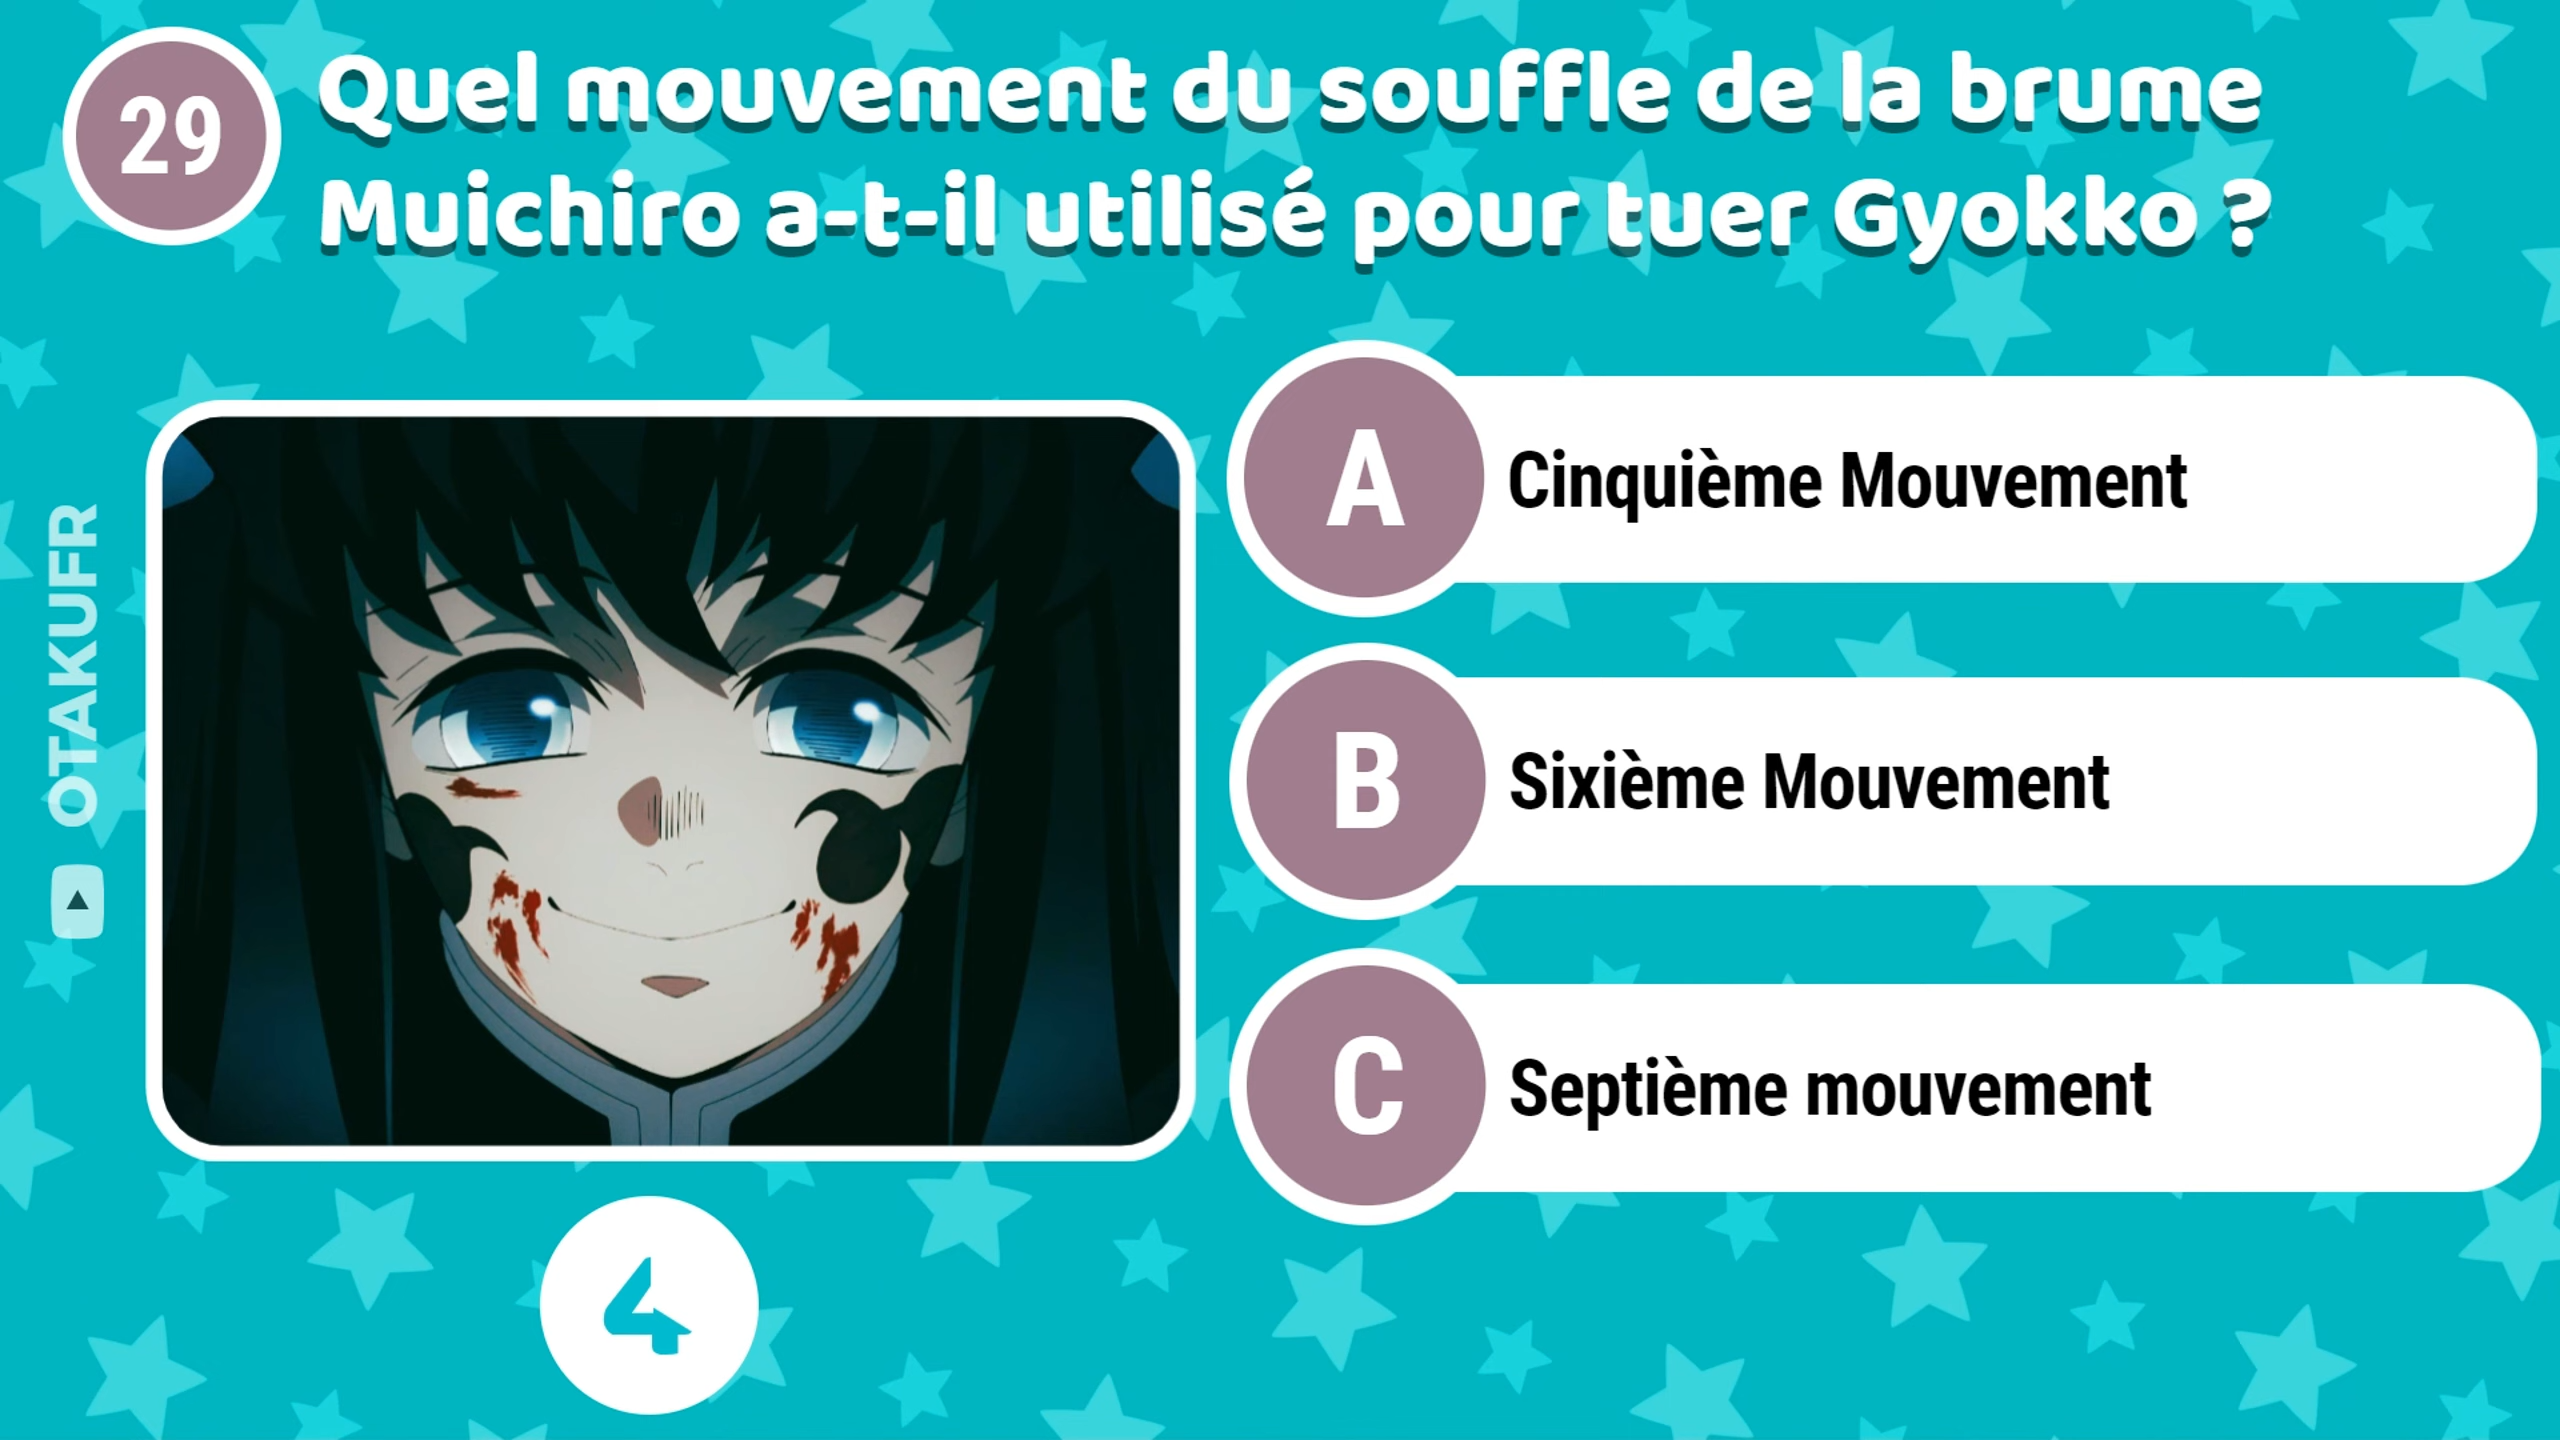 29
Quel mouvement du souffle de la brume
Muichiro a-t-il utilisé pour tuer Gyokko ?
OTAKUFR
A
Cinquième Mouvement
B
Sixième Mouvement
C
Septième mouvement
4